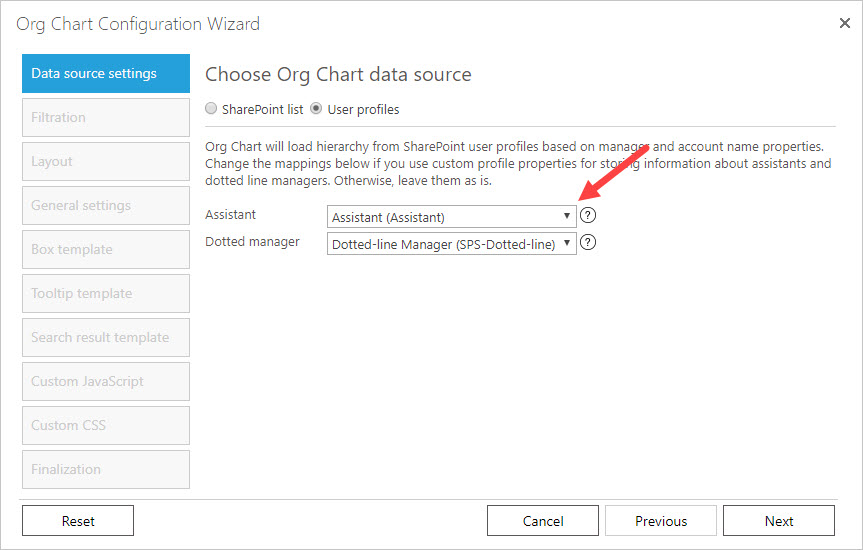 Org Chart Configuration Wizard
Data source settings
Filtration
Layout
General settings
Box template
Tooltip template
Search result template
Custom JavaScript
Custom CSS
Finalization
Choose Org Chart data source
SharePoint list User profiles
Org Chart will load hierarchy from SharePoint user profiles based on manager and account name properties.
Change the mappings below if you use custom profile properties for storing information about assistants and
dotted line managers. Otherwise, leave them as is.
Assistant Assistant (Assistant) ?
Dotted manager Dotted-line Manager (SPS-Dotted-line) ?
Reset Cancel Previous Next